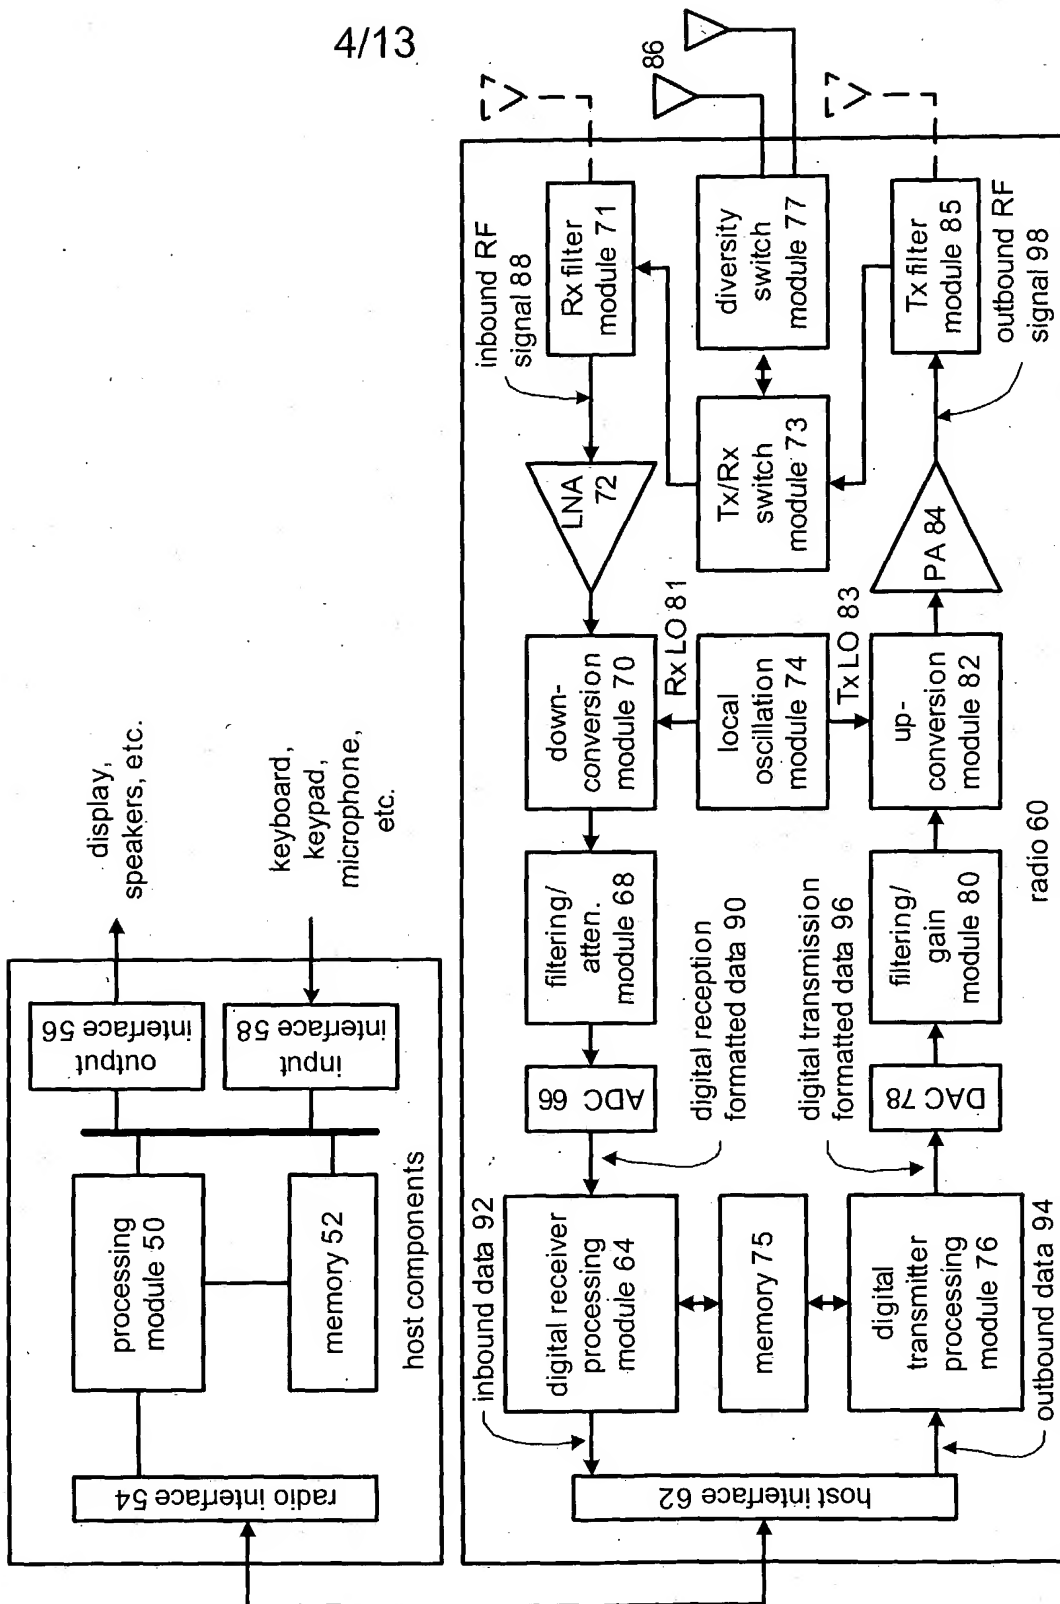 4/13
display,
speakers, etc.
keyboard,
keypad,
microphone,
etc.
output
interface 56
input
interface 58
processing
module 50
memory 52
radio interface 54
host components
host interface 62
inbound data 92
digital receiver
processing
module 64
memory 75
digital
transmitter
processing
module 76
outbound data 94
ADC 66
digital reception
formatted data 90
digital transmission
formatted data 96
DAC 78
filtering/
atten.
module 68
filtering/
gain
module 80
down-
conversion
module 70
Rx LO 81
local
oscillation
module 74
Tx LO 83
up-
conversion
module 82
LNA
72
Tx/Rx
switch
module 73
PA 84
inbound RF
signal 88
Rx filter
module 71
diversity
switch
module 77
Tx filter
module 85
outbound RF
signal 98
86
radio 60